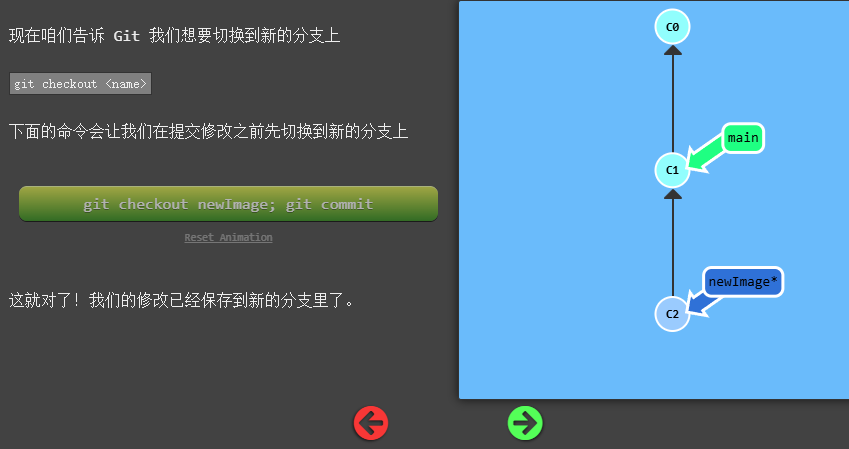 现在咱们告诉 Git 我们想要切换到新的分支上
git checkout <name>
下面的命令会让我们在提交修改之前先切换到新的分支上
git checkout newImage; git commit
Reset Animation
这就对了！我们的修改已经保存到新的分支里了。
C0
main
C1
newImage*
C2